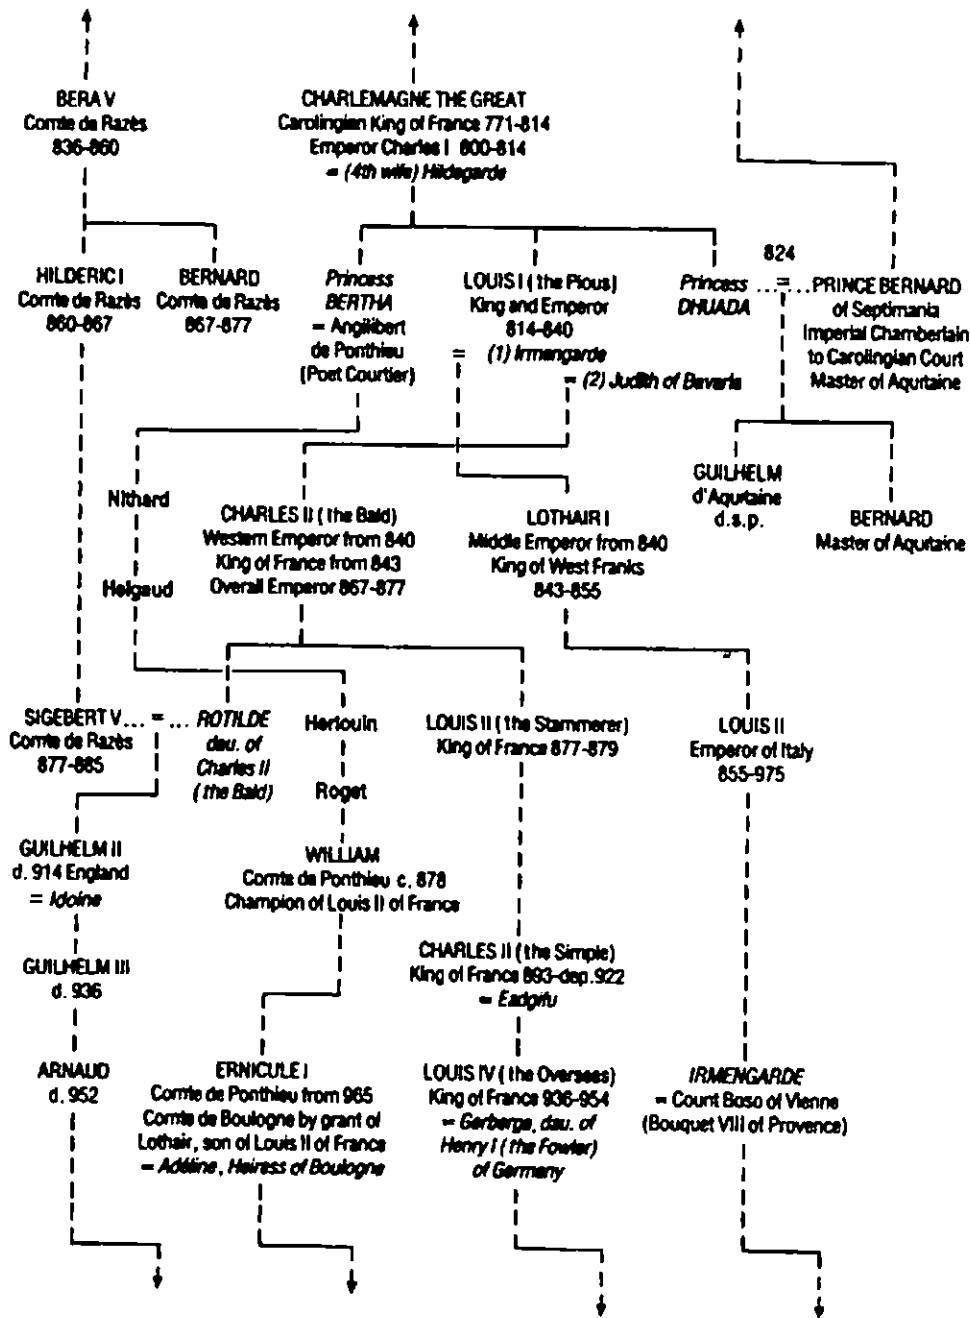 BERA V
Comte de Razès
836-860
CHARLEMAGNE THE GREAT
Carolingian King of France 771-814
Emperor Charles I 800-814
= (4th wife) Hildegarde
HILDERIC I
Comte de Razès
860-867
BERNARD
Comte de Razès
867-877
Princess
BERTHA
= Angilibert
de Ponthieu
(Poet Courtier)
LOUIS I (the Pious)
King and Emperor
814-840
= (1) Irmengarde
= (2) Judith of Bavaria
Princess
DHUADA
824
... = ...
PRINCE BERNARD
of Septimania
Imperial Chamberlain
to Carolingian Court
Master of Aquitaine
Nithard
Helgaud
CHARLES II (the Bald)
Western Emperor from 840
King of France from 843
Overall Emperor 867-877
LOTHAIR I
Middle Emperor from 840
King of West Franks
843-855
GUILHELM
d'Aquitaine
d.s.p.
BERNARD
Master of Aquitaine
SIGEBERT V ... = ...
Comte de Razès
877-885
ROTILDE
dau. of
Charles II
(the Bald)
Herlouin
Roget
LOUIS II (the Stammerer)
King of France 877-879
LOUIS II
Emperor of Italy
855-975
GUILHELM II
d. 914 England
= Idoine
WILLIAM
Comte de Ponthieu c. 878
Champion of Louis II of France
GUILHELM III
d. 936
CHARLES II (the Simple)
King of France 893-dep.922
= Eadgifu
ARNAUD
d. 952
ERNICULE I
Comte de Ponthieu from 965
Comte de Boulogne by grant of
Lothair, son of Louis II of France
= Adéline, Heiress of Boulogne
LOUIS IV (the Overseas)
King of France 936-954
= Gerberga, dau. of
Henry I (the Fowler)
of Germany
IRMENGARDE
= Count Boso of Vienne
(Bouquet VIII of Provence)